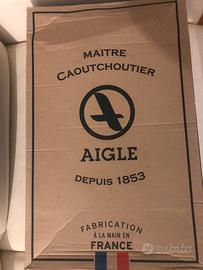 MAITRE
CAOUTCHOUTIER
AIGLE
DEPUIS 1853
FABRICATION
À LA MAIN EN
FRANCE
subito